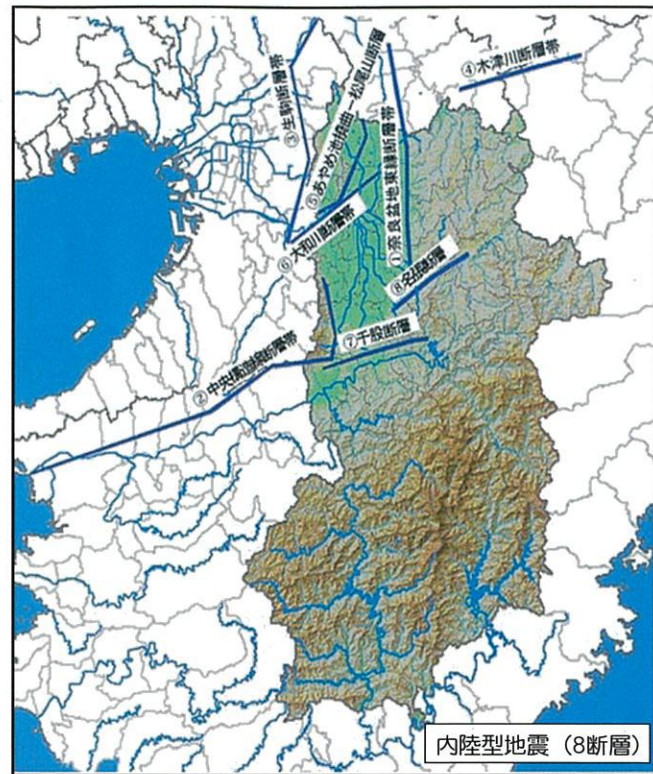 ③生駒断層帯
⑤あやめ池撓曲－松尾山断層
④木津川断層帯
①奈良盆地東縁断層帯
⑥大和川断層帯
⑧名張断層
⑦千股断層
②中央構造線断層帯
内陸型地震（8断層）